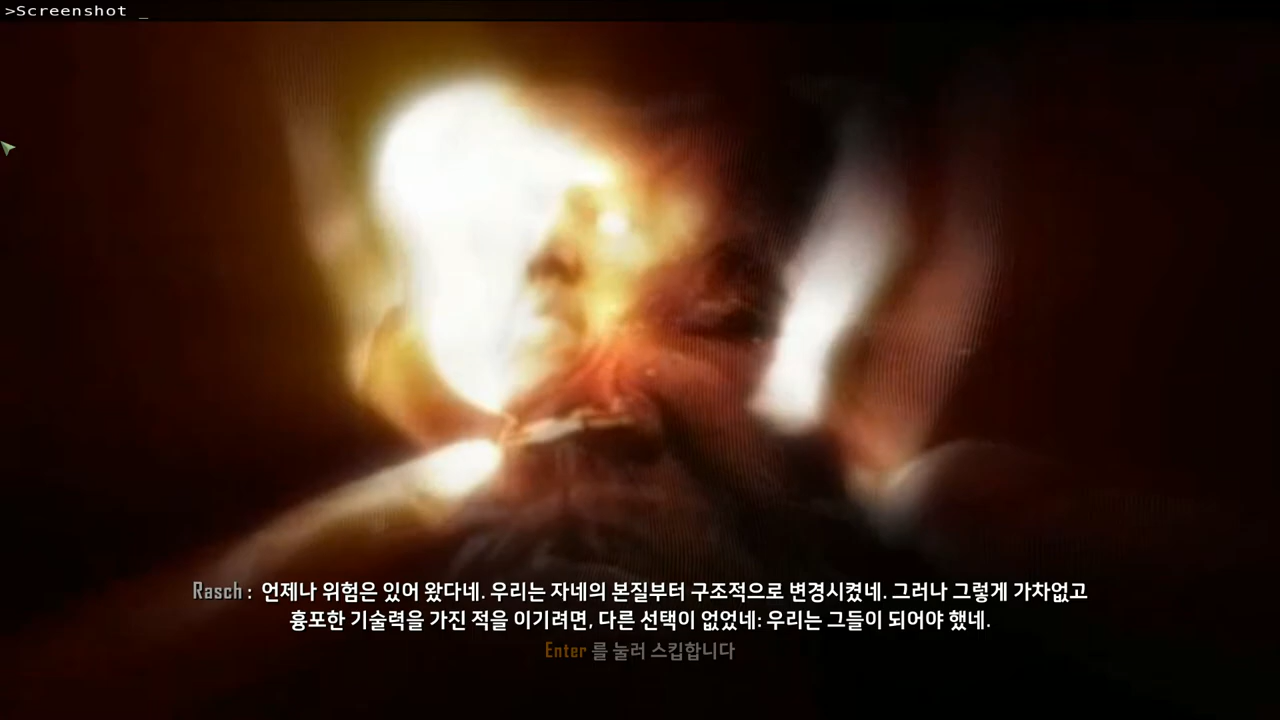 >Screenshot _
Rasch : 언제나 위험은 있어 왔다네. 우리는 자네의 본질부터 구조적으로 변경시켰네. 그러나 그렇게 가차없고
흉포한 기술력을 가진 적을 이기려면, 다른 선택이 없었네: 우리는 그들이 되어야 했네.
Enter 를 눌러 스킵합니다